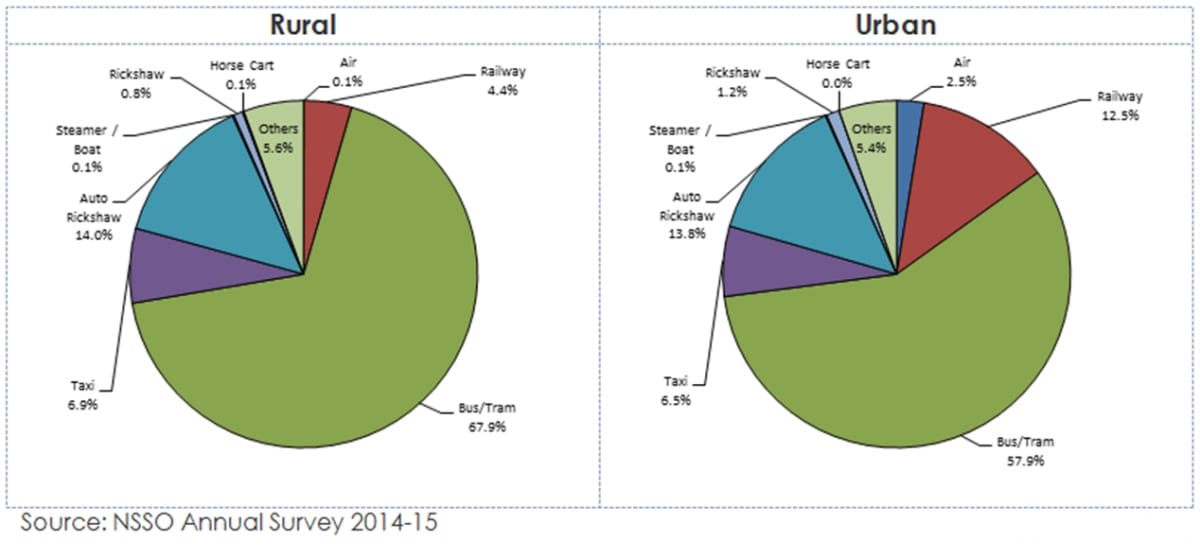 Rural
Rickshaw
0.8%
Horse Cart
0.1%
Air
0.1%
Railway
4.4%
Steamer /
Boat
0.1%
Others
5.6%
Auto
Rickshaw
14.0%
Taxi
6.9%
Bus/Tram
67.9%
Urban
Rickshaw
1.2%
Horse Cart
0.0%
Air
2.5%
Railway
12.5%
Steamer /
Boat
0.1%
Others
5.4%
Auto
Rickshaw
13.8%
Taxi
6.5%
Bus/Tram
57.9%
Source: NSSO Annual Survey 2014-15